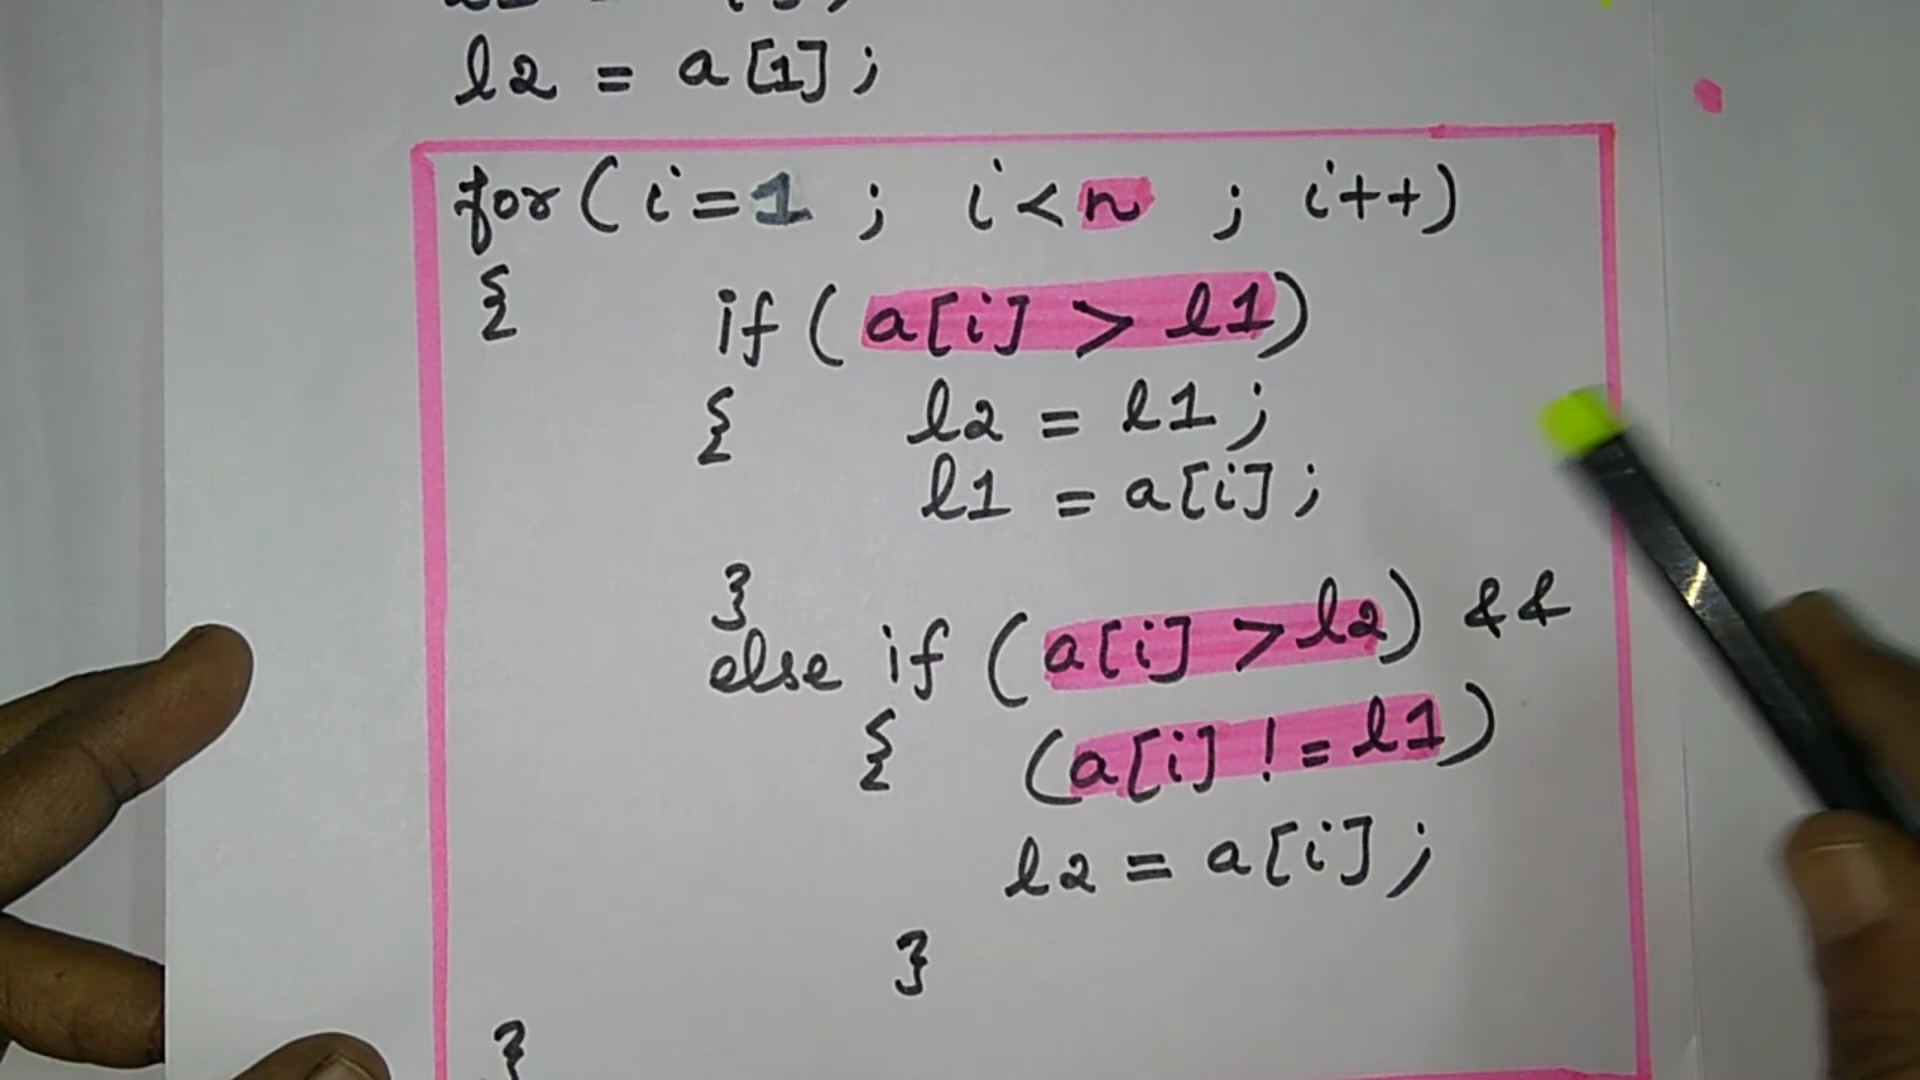 l2 = a[1];
for( i=1 ; i<n ; i++)
{ if( a[i] > l1)
{ l2 = l1;
l1 = a[i];
}
else if (a[i] > l2) &&
{ (a[i] != l1)
l2 = a[i];
}
}